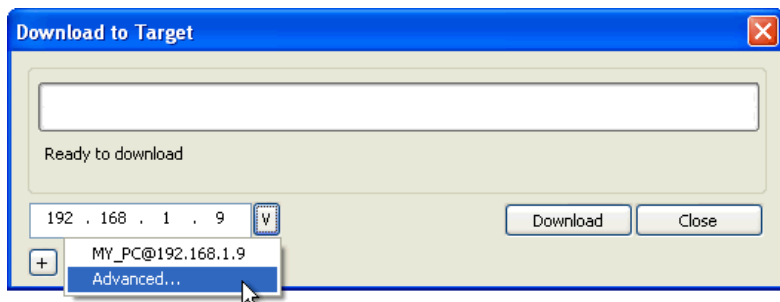 Download to Target
Ready to download
192 . 168 . 1 . 9 V Download Close
MY_PC@192.168.1.9
+ Advanced...